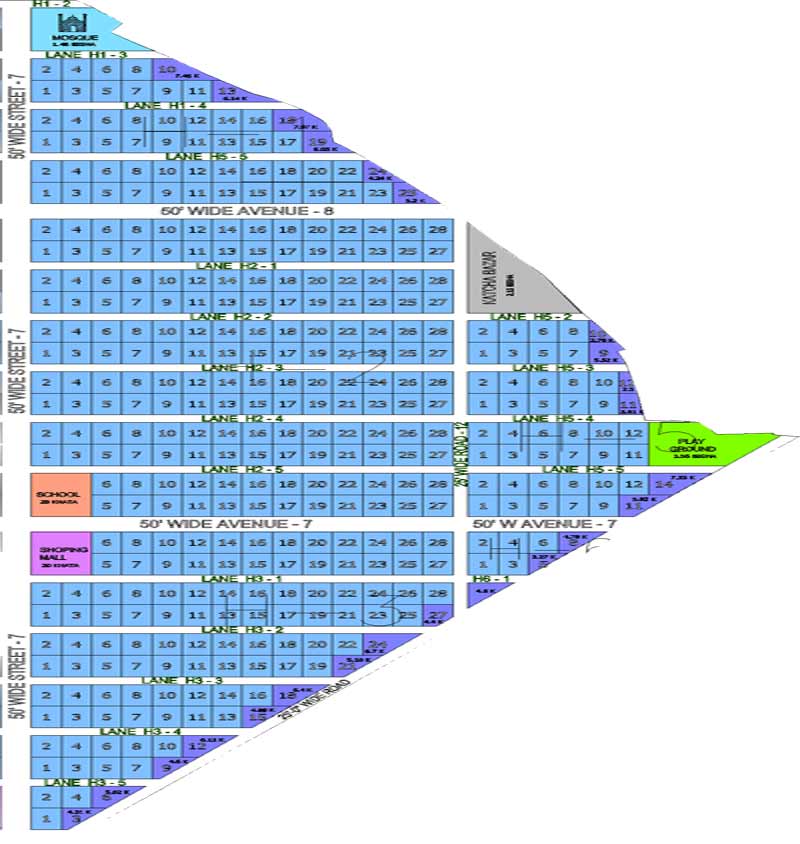 H1 - 2
MOSQUE
LANE H1 - 3
2 4 6 8 10
1 3 5 7 9 11 13
LANE H1 - 4
2 4 6 8 10 12 14 16 18
1 3 5 7 9 11 13 15 17 19
LANE H5 - 5
2 4 6 8 10 12 14 16 18 20 22 24
1 3 5 7 9 11 13 15 17 19 21 23 25
50' WIDE STREET - 7
50' WIDE AVENUE - 8
2 4 6 8 10 12 14 16 18 20 22 24 26 28
1 3 5 7 9 11 13 15 17 19 21 23 25 27
LANE H2 - 1
2 4 6 8 10 12 14 16 18 20 22 24 26 28
1 3 5 7 9 11 13 15 17 19 21 23 25 27
KATCHA BAZAR
LANE H2 - 2
LANE H5 - 2
2 4 6 8 10 12 14 16 18 20 22 24 26 28
1 3 5 7 9 11 13 15 17 19 21 23 25 27
2 4 6 8
1 3 5 7 9
LANE H2 - 3
LANE H5 - 3
2 4 6 8 10 12 14 16 18 20 22 24 26 28
1 3 5 7 9 11 13 15 17 19 21 23 25 27
2 4 6 8 10
1 3 5 7 9 11
50' WIDE STREET - 7
LANE H2 - 4
LANE H5 - 4
2 4 6 8 10 12 14 16 18 20 22 24 26 28
1 3 5 7 9 11 13 15 17 19 21 23 25 27
2 4 6 8 10 12
1 3 5 7 9 11
PLAY
GROUND
LANE H2 - 5
LANE H5 - 5
SCHOOL
20 KHATA
6 8 10 12 14 16 18 20 22 24 26 28
5 7 9 11 13 15 17 19 21 23 25 27
2 4 6 8 10 12 14
1 3 5 7 9 11
50' WIDE AVENUE - 7
50' W AVENUE - 7
SHOPING
MALL
20 KHATA
6 8 10 12 14 16 18 20 22 24 26 28
5 7 9 11 13 15 17 19 21 23 25 27
2 4 6 8
1 3 5
LANE H3 - 1
H6 - 1
2 4 6 8 10 12 14 16 18 20 22 24 26 28
1 3 5 7 9 11 13 15 17 19 21 23 25 27
LANE H3 - 2
2 4 6 8 10 12 14 16 18 20 22 24
1 3 5 7 9 11 13 15 17 19 21
50' WIDE STREET - 7
LANE H3 - 3
2 4 6 8 10 12 14 16 18
1 3 5 7 9 11 13 15
25'-0" WIDE ROAD
LANE H3 - 4
2 4 6 8 10 12
1 3 5 7 9
LANE H3 - 5
2 4 6
1 3